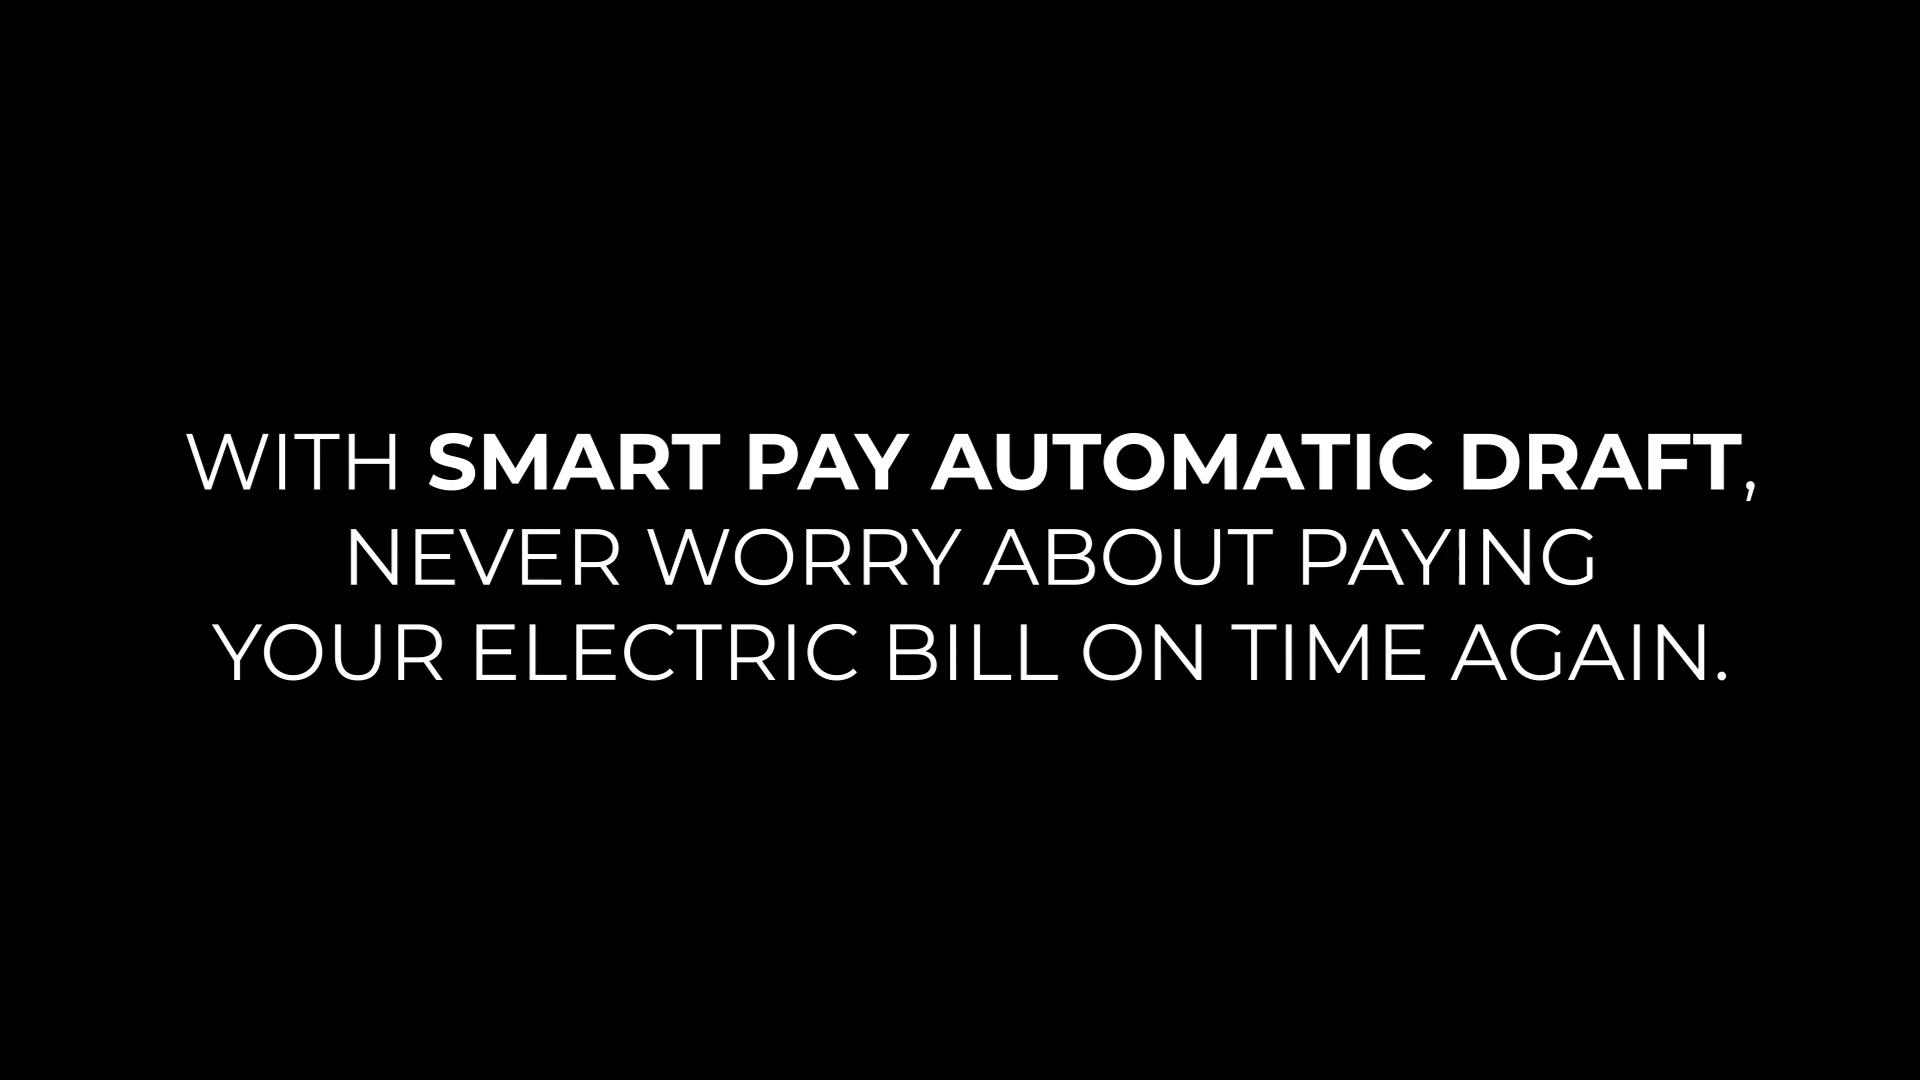 WITH SMART PAY AUTOMATIC DRAFT,
NEVER WORRY ABOUT PAYING
YOUR ELECTRIC BILL ON TIME AGAIN.